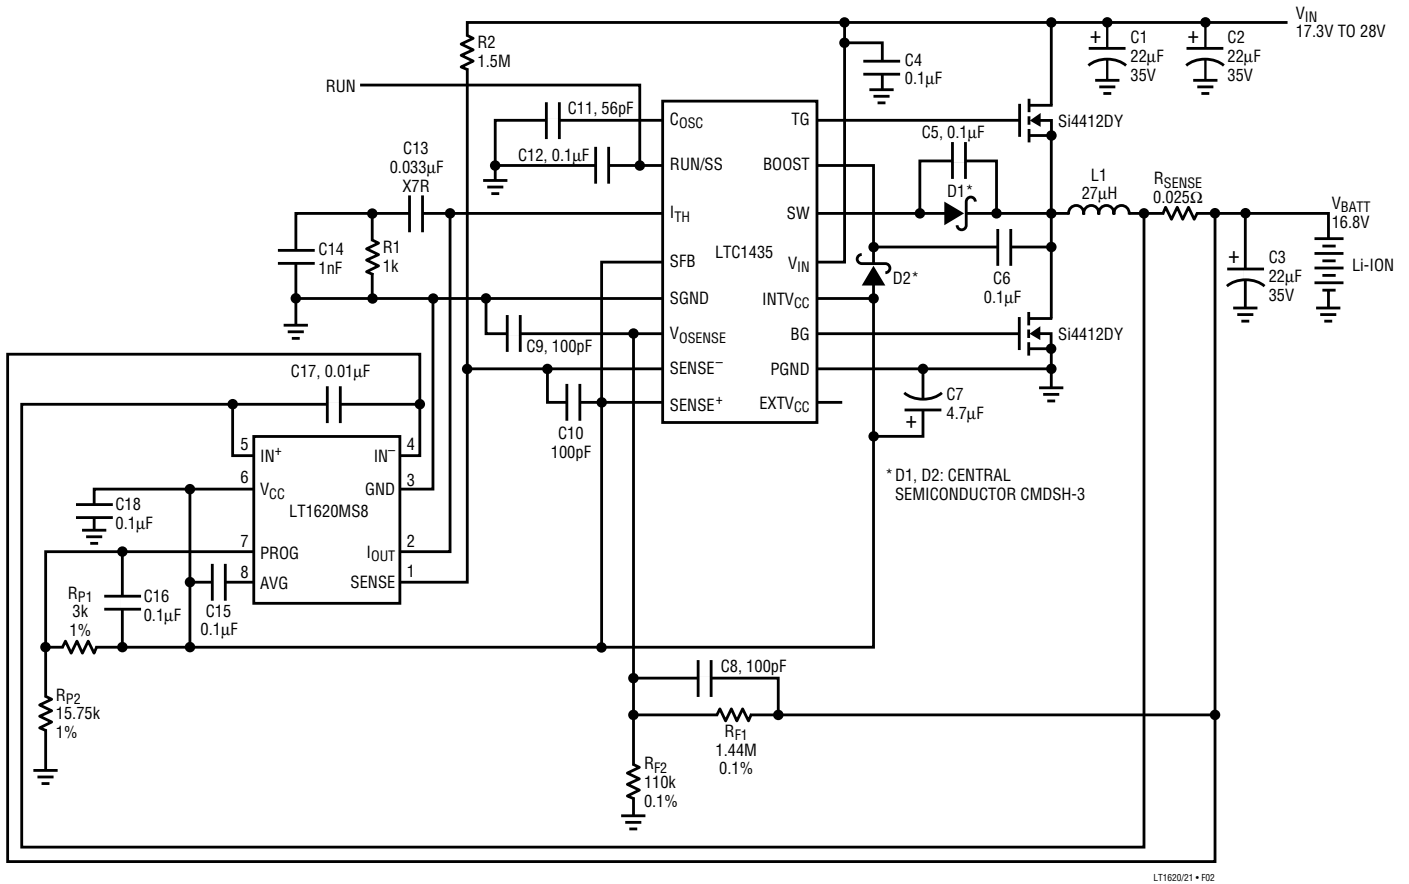 VIN
17.3V TO 28V
R2
1.5M
C1
22µF
35V
C2
22µF
35V
C4
0.1µF
RUN
C11, 56pF
COSC
TG
Si4412DY
C5, 0.1µF
C12, 0.1µF
RUN/SS
BOOST
C13
0.033µF
X7R
D1*
L1
27µH
RSENSE
0.025Ω
ITH
SW
VBATT
16.8V
C14
1nF
R1
1k
SFB
LTC1435
VIN
D2*
C6
0.1µF
C3
22µF
35V
Li-ION
SGND
INTVCC
C9, 100pF
VOSENSE
BG
Si4412DY
SENSE–
PGND
C17, 0.01µF
C10
100pF
SENSE+
EXTVCC
C7
4.7µF
5
IN+
4
IN–
6
VCC
3
GND
* D1, D2: CENTRAL
SEMICONDUCTOR CMDSH-3
C18
0.1µF
LT1620MS8
7
PROG
2
IOUT
8
AVG
1
SENSE
RP1
3k
1%
C16
0.1µF
C15
0.1µF
RP2
15.75k
1%
C8, 100pF
RF1
1.44M
0.1%
RF2
110k
0.1%
LT1620/21 • F02
+
+
+
+